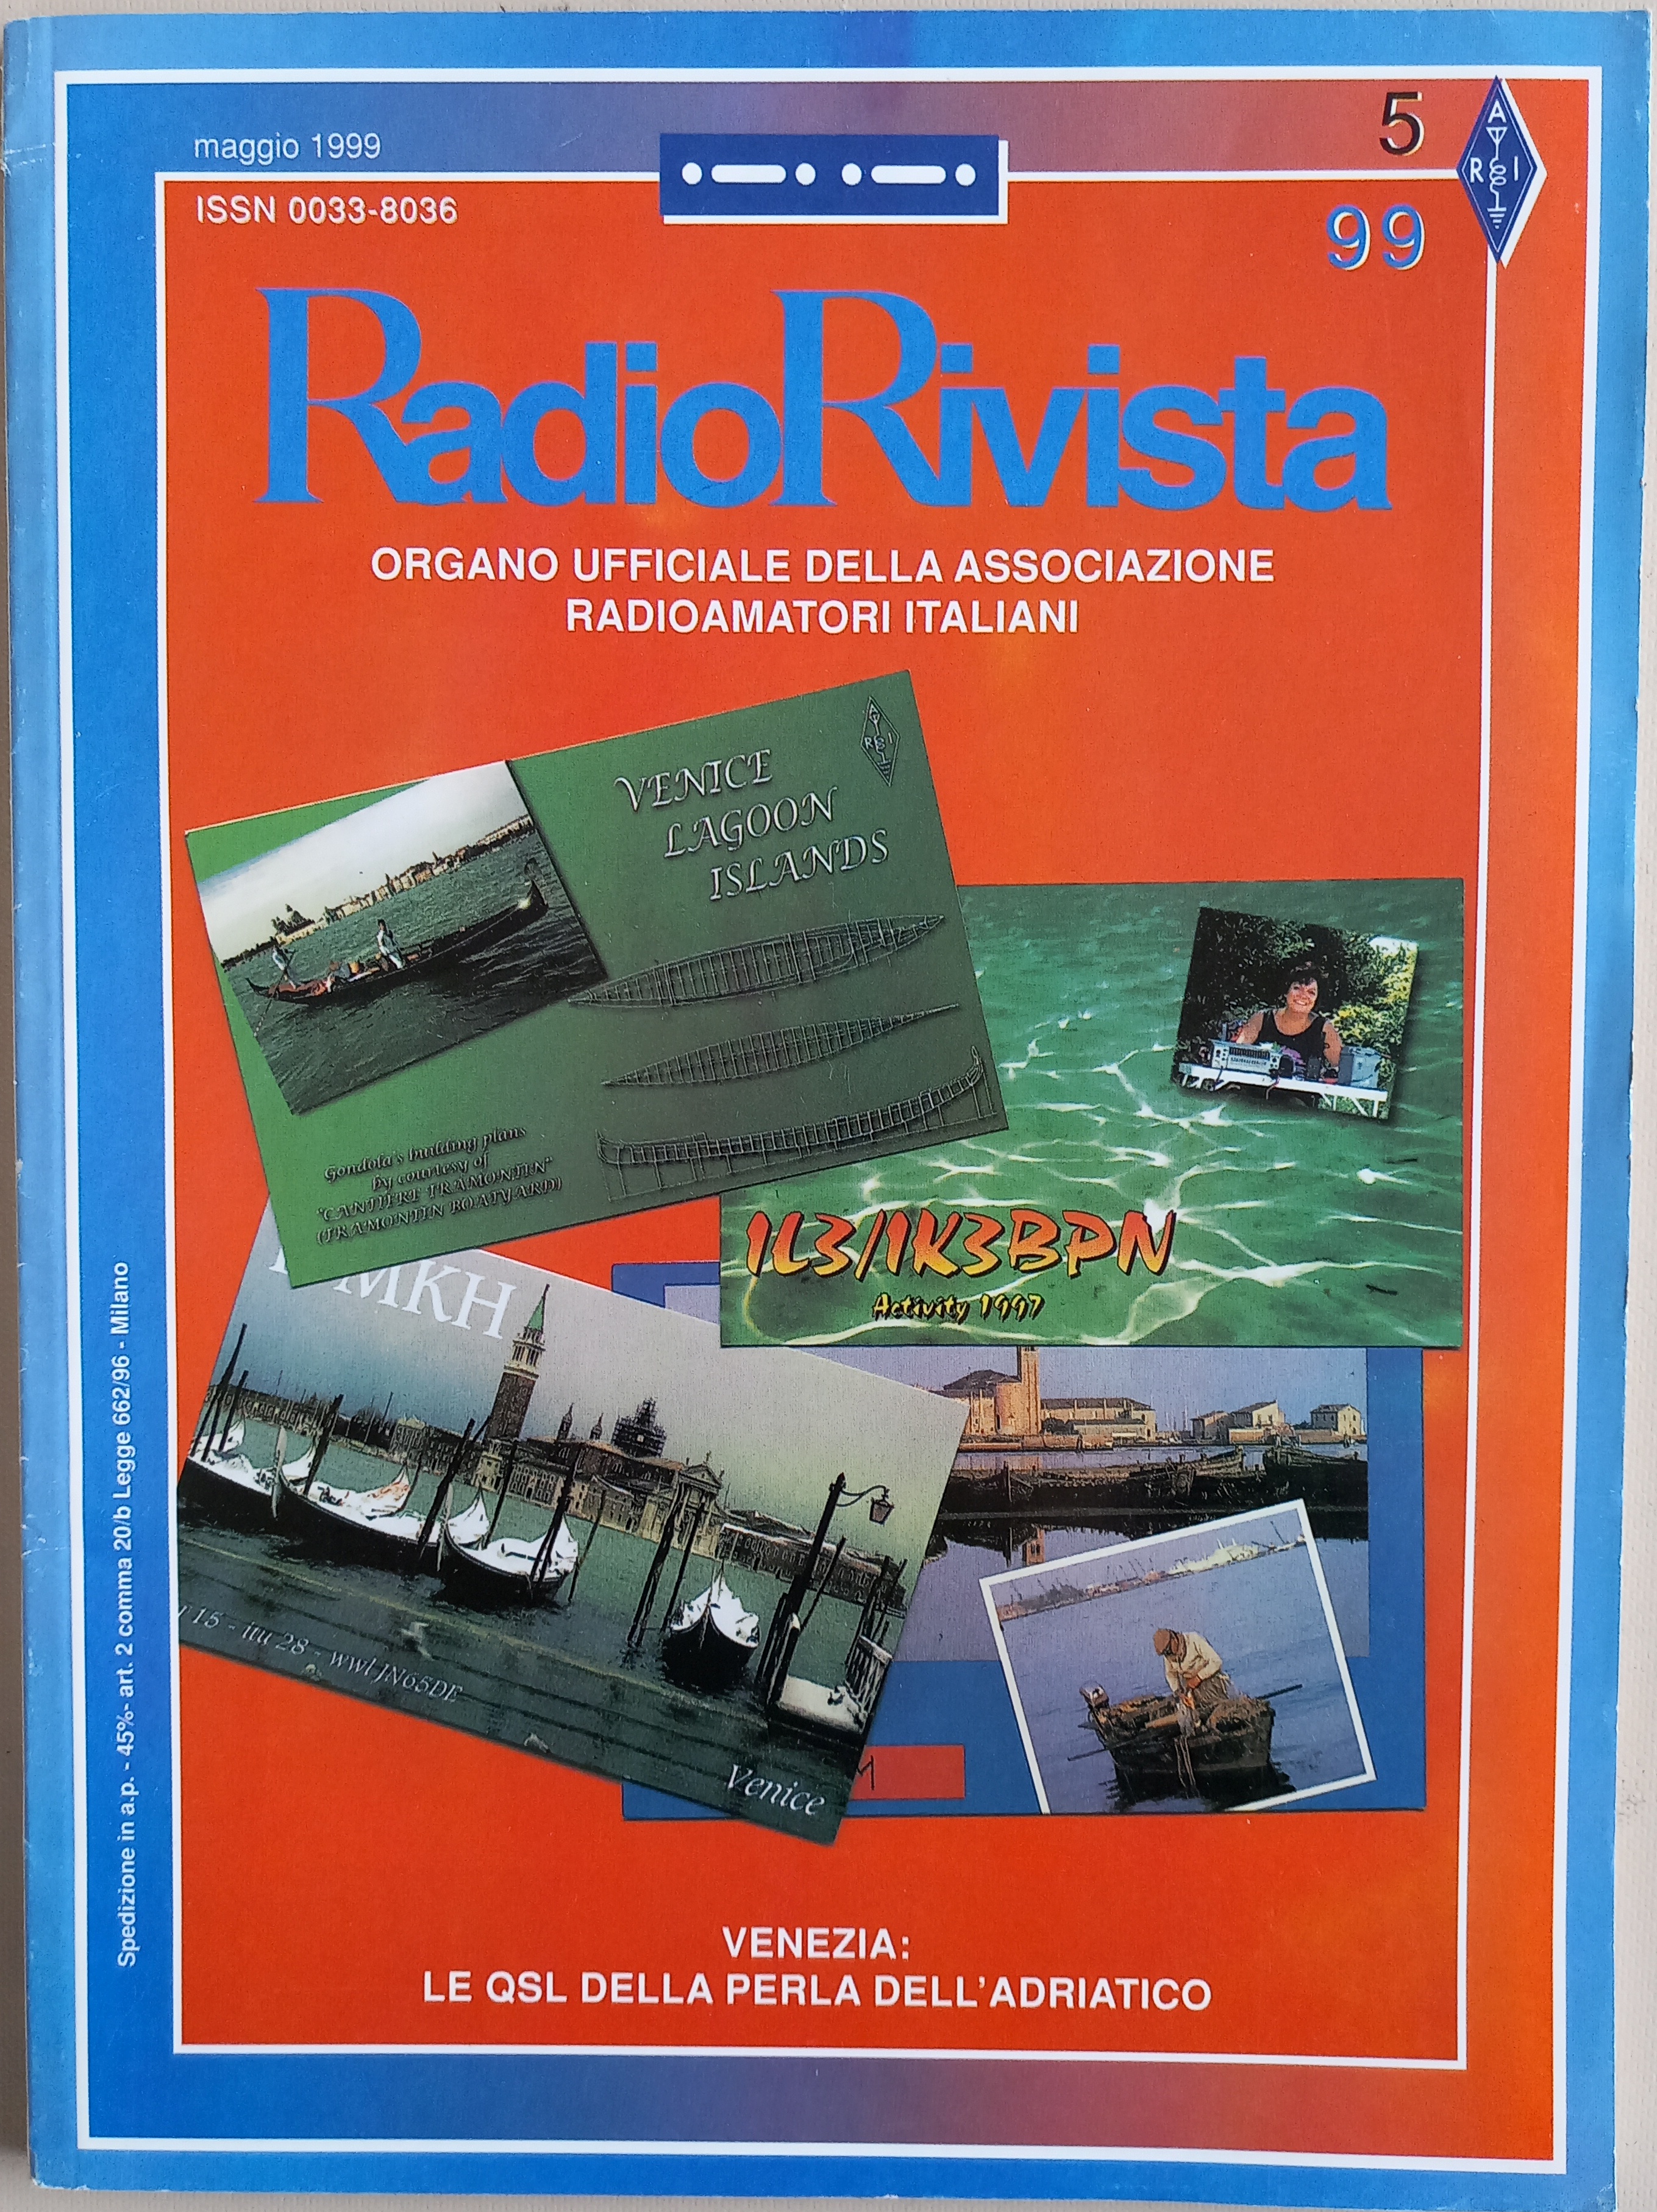 maggio 1999
ISSN 0033-8036
5
99
A
R I
RadioRivista
ORGANO UFFICIALE DELLA ASSOCIAZIONE
RADIOAMATORI ITALIANI
A
R I
VENICE
LAGOON
ISLANDS
Gondola's building plans
by courtesy of
"CANTIERE TRAMONTIN"
(TRAMONTIN BOATYARD)
IL3/IK3BPN
Activity 1997
MKH
15 - itu 28 - wwl JN65DE
Venice
M
Spedizione in a.p. - 45%- art. 2 comma 20/b Legge 662/96 - Milano
VENEZIA:
LE QSL DELLA PERLA DELL'ADRIATICO